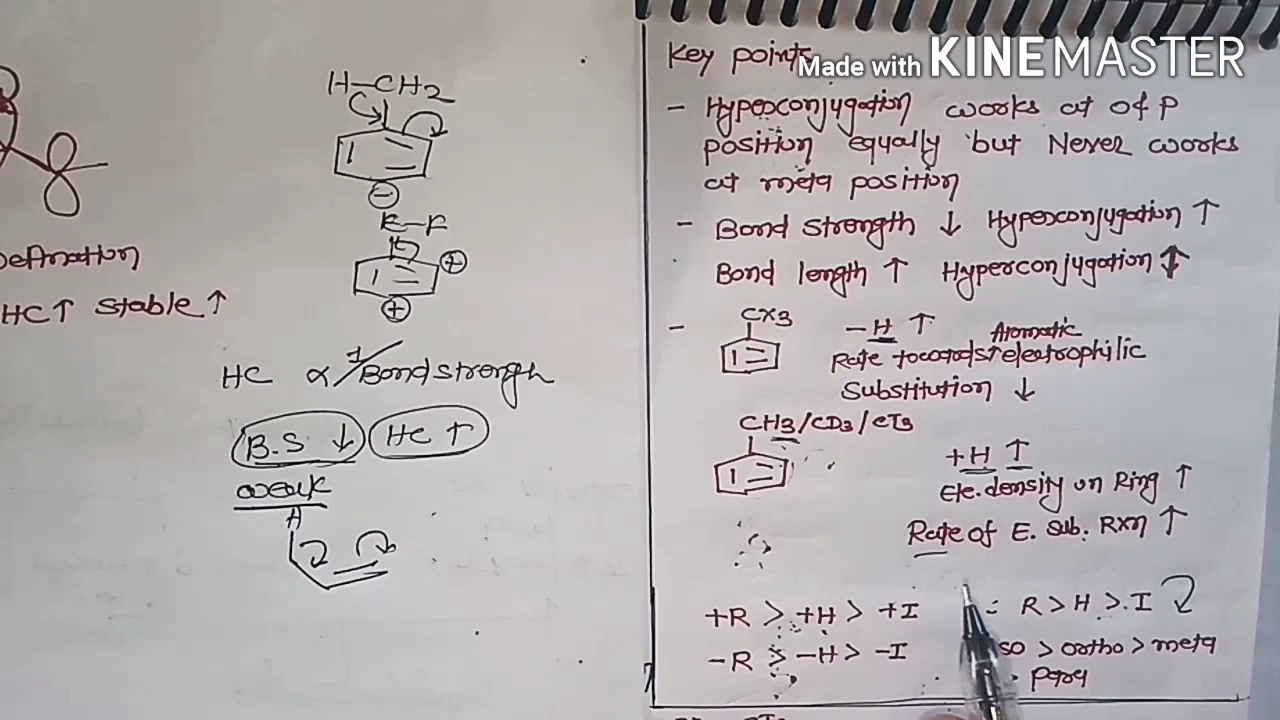 H-CH2
Defination
HC↑ Stable↑
HC ∝ 1/Bond strength
B.S. ↓ HC ↑
weak
H
Made with KINEMASTER
Key points
- Hyperconjugation works at o f P
position equally but Never works
at meta position
- Bond strength ↓ Hyperconjugation ↑
Bond length ↑ Hyperconjugation ↑
- CX3
-H ↑ Aromatic
Rate towards ↑ electrophilic
Substitution ↓
CH3/CD3/CT3
+H ↑
Ele.density on Ring ↑
Rate of E. Sub. Rxn ↑
+R > +H > +I = R > H > I
-R > -H > -I so > ortho > meta
> Para